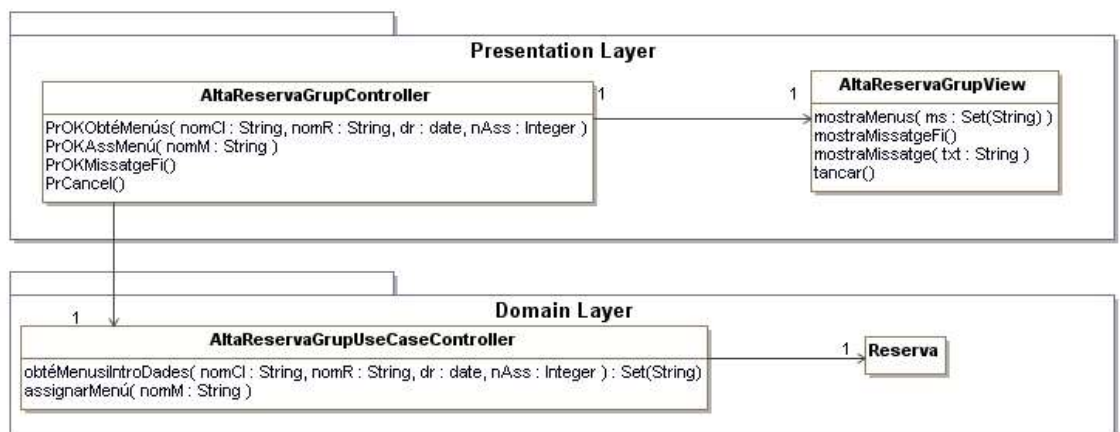 Presentation Layer
AltaReservaGrupController
PrOKObtéMenús( nomCl : String, nomR : String, dr : date, nAss : Integer )
PrOKAssMenú( nomM : String )
PrOKMissatgeFi()
PrCancel()
1
1
AltaReservaGrupView
mostraMenus( ms : Set(String) )
mostraMissatgeFi()
mostraMissatge( txt : String )
tancar()
Domain Layer
1
AltaReservaGrupUseCaseController
obtéMenusiIntroDades( nomCl : String, nomR : String, dr : date, nAss : Integer ) : Set(String)
assignarMenú( nomM : String )
1
Reserva